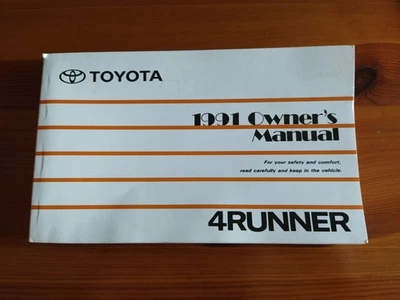 TOYOTA
1991 Owner's
Manual
For your safety and comfort,
read carefully and keep in the vehicle.
4RUNNER